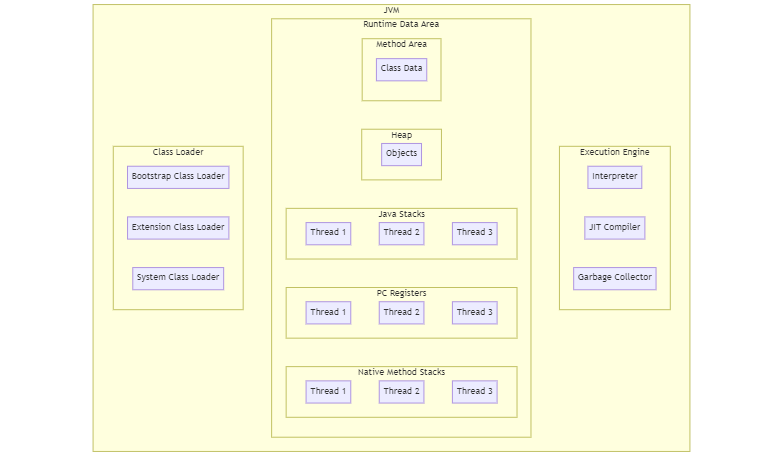 JVM
Runtime Data Area
Method Area
Class Data
Heap
Objects
Class Loader
Bootstrap Class Loader
Extension Class Loader
System Class Loader
Java Stacks
Thread 1 Thread 2 Thread 3
PC Registers
Thread 1 Thread 2 Thread 3
Native Method Stacks
Thread 1 Thread 2 Thread 3
Execution Engine
Interpreter
JIT Compiler
Garbage Collector